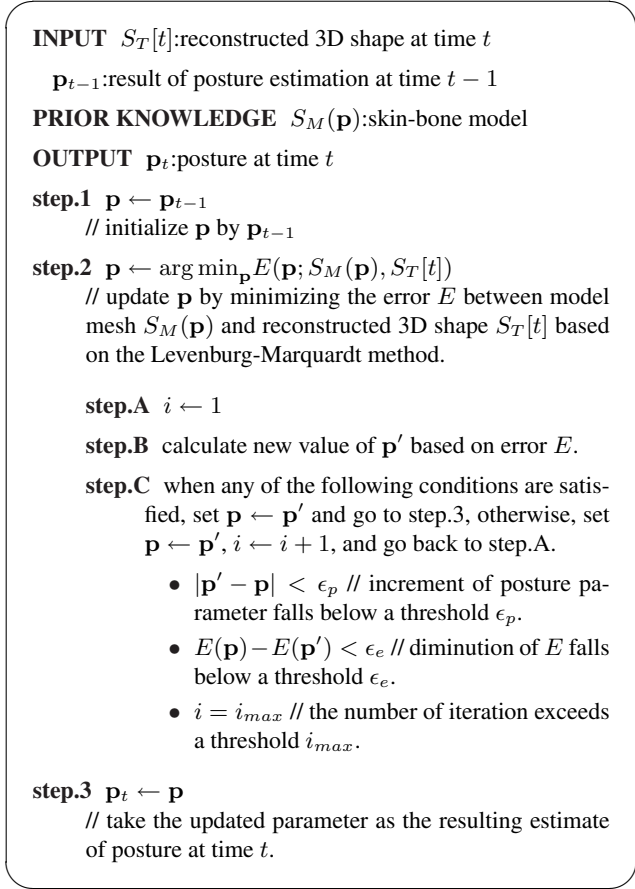 INPUT S_T[t]:reconstructed 3D shape at time t
p_{t−1}:result of posture estimation at time t − 1
PRIOR KNOWLEDGE S_M(p):skin-bone model
OUTPUT p_t:posture at time t
step.1 p ← p_{t−1}
// initialize p by p_{t−1}
step.2 p ← arg min_p E(p; S_M(p), S_T[t])
// update p by minimizing the error E between model
mesh S_M(p) and reconstructed 3D shape S_T[t] based
on the Levenburg-Marquardt method.
step.A i ← 1
step.B calculate new value of p′ based on error E.
step.C when any of the following conditions are satis-
fied, set p ← p′ and go to step.3, otherwise, set
p ← p′, i ← i + 1, and go back to step.A.
• |p′ − p| < ϵ_p // increment of posture pa-
rameter falls below a threshold ϵ_p.
• E(p)−E(p′) < ϵ_e // diminution of E falls
below a threshold ϵ_e.
• i = i_{max} // the number of iteration exceeds
a threshold i_{max}.
step.3 p_t ← p
// take the updated parameter as the resulting estimate
of posture at time t.